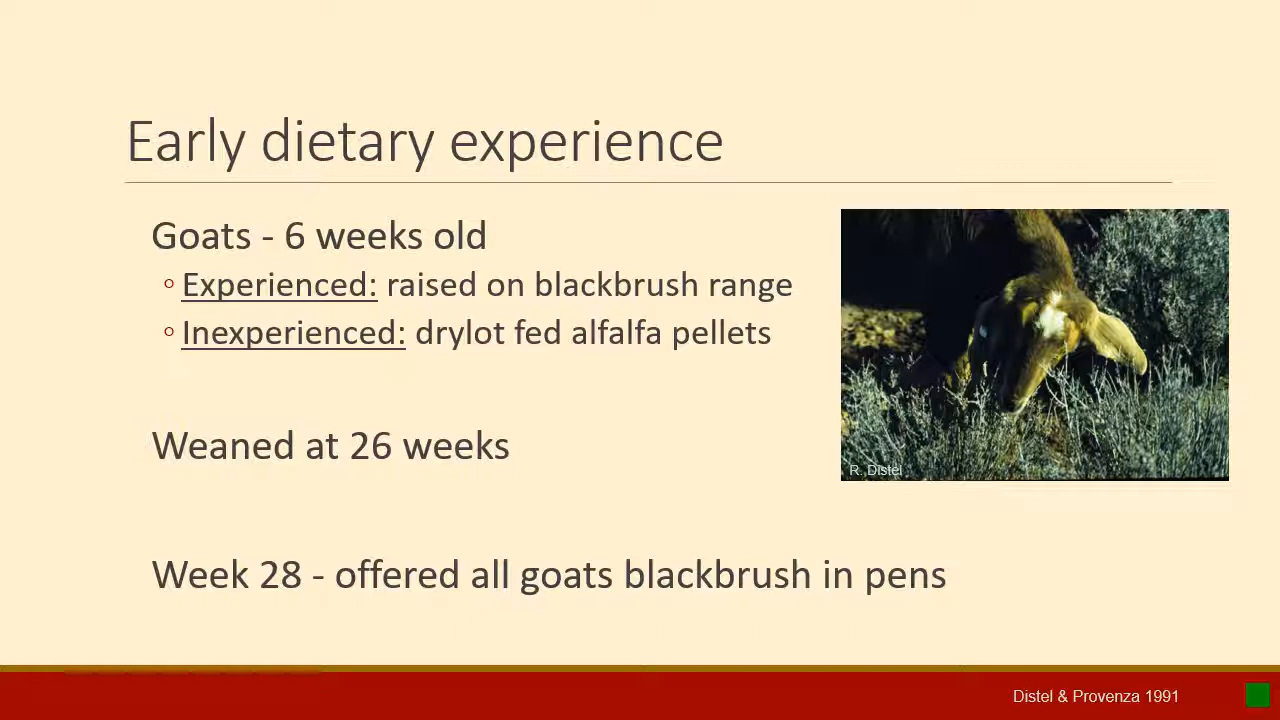 Early dietary experience
Goats - 6 weeks old
◦ Experienced: raised on blackbrush range
◦ Inexperienced: drylot fed alfalfa pellets
Weaned at 26 weeks
R. Distel
Week 28 - offered all goats blackbrush in pens
Distel & Provenza 1991